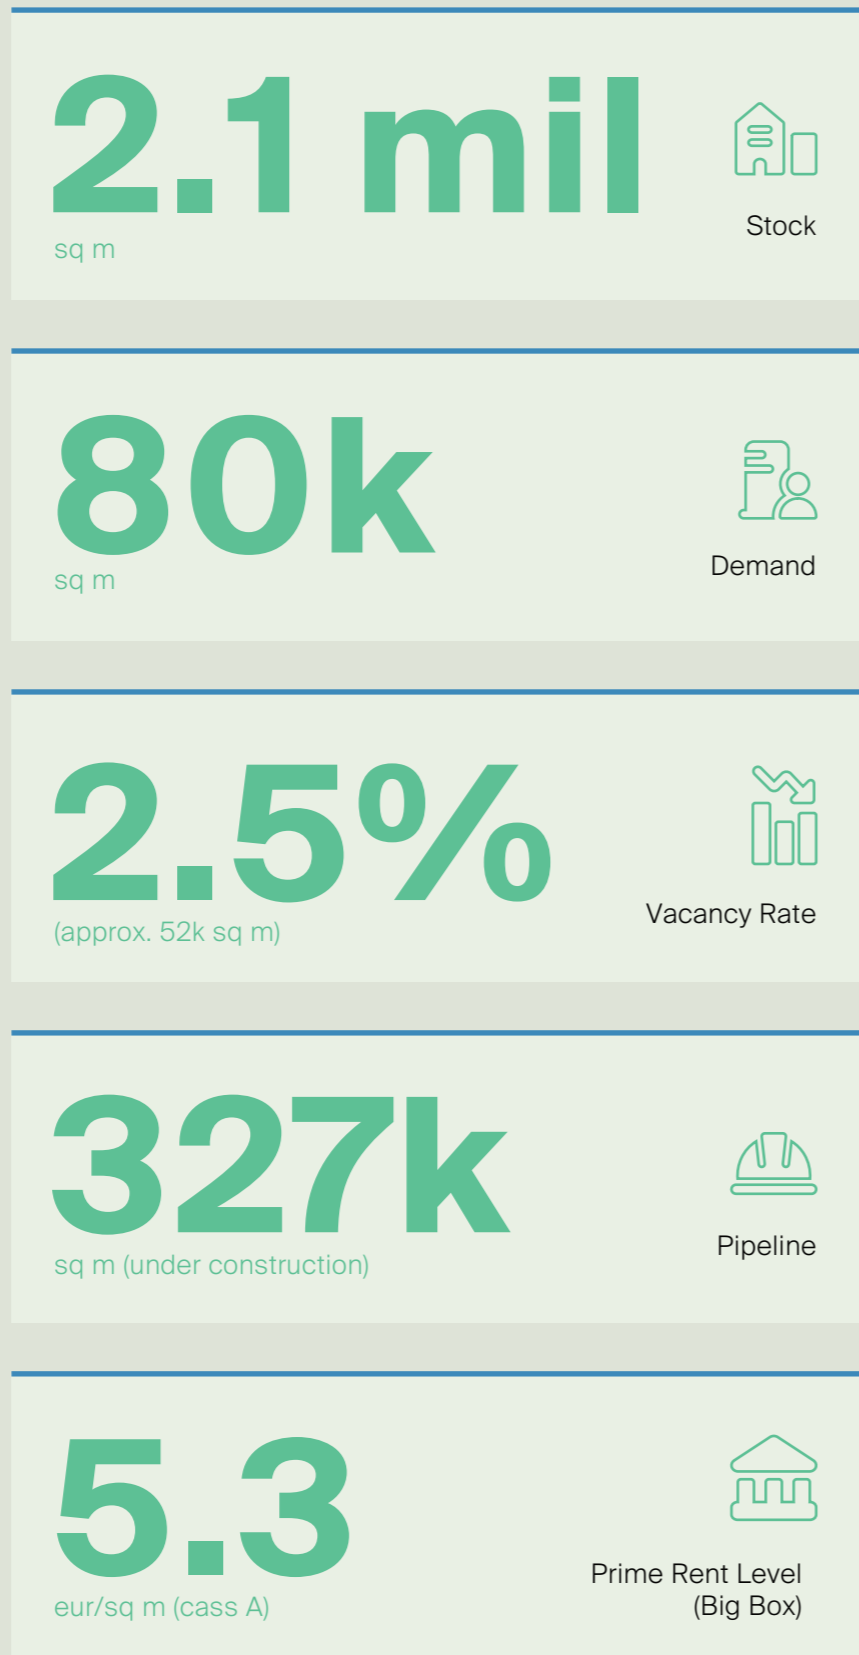 2.1 mil
sq m
Stock
80k
sq m
Demand
2.5%
(approx. 52k sq m)
Vacancy Rate
327k
sq m (under construction)
Pipeline
5.3
eur/sq m (cass A)
Prime Rent Level
(Big Box)